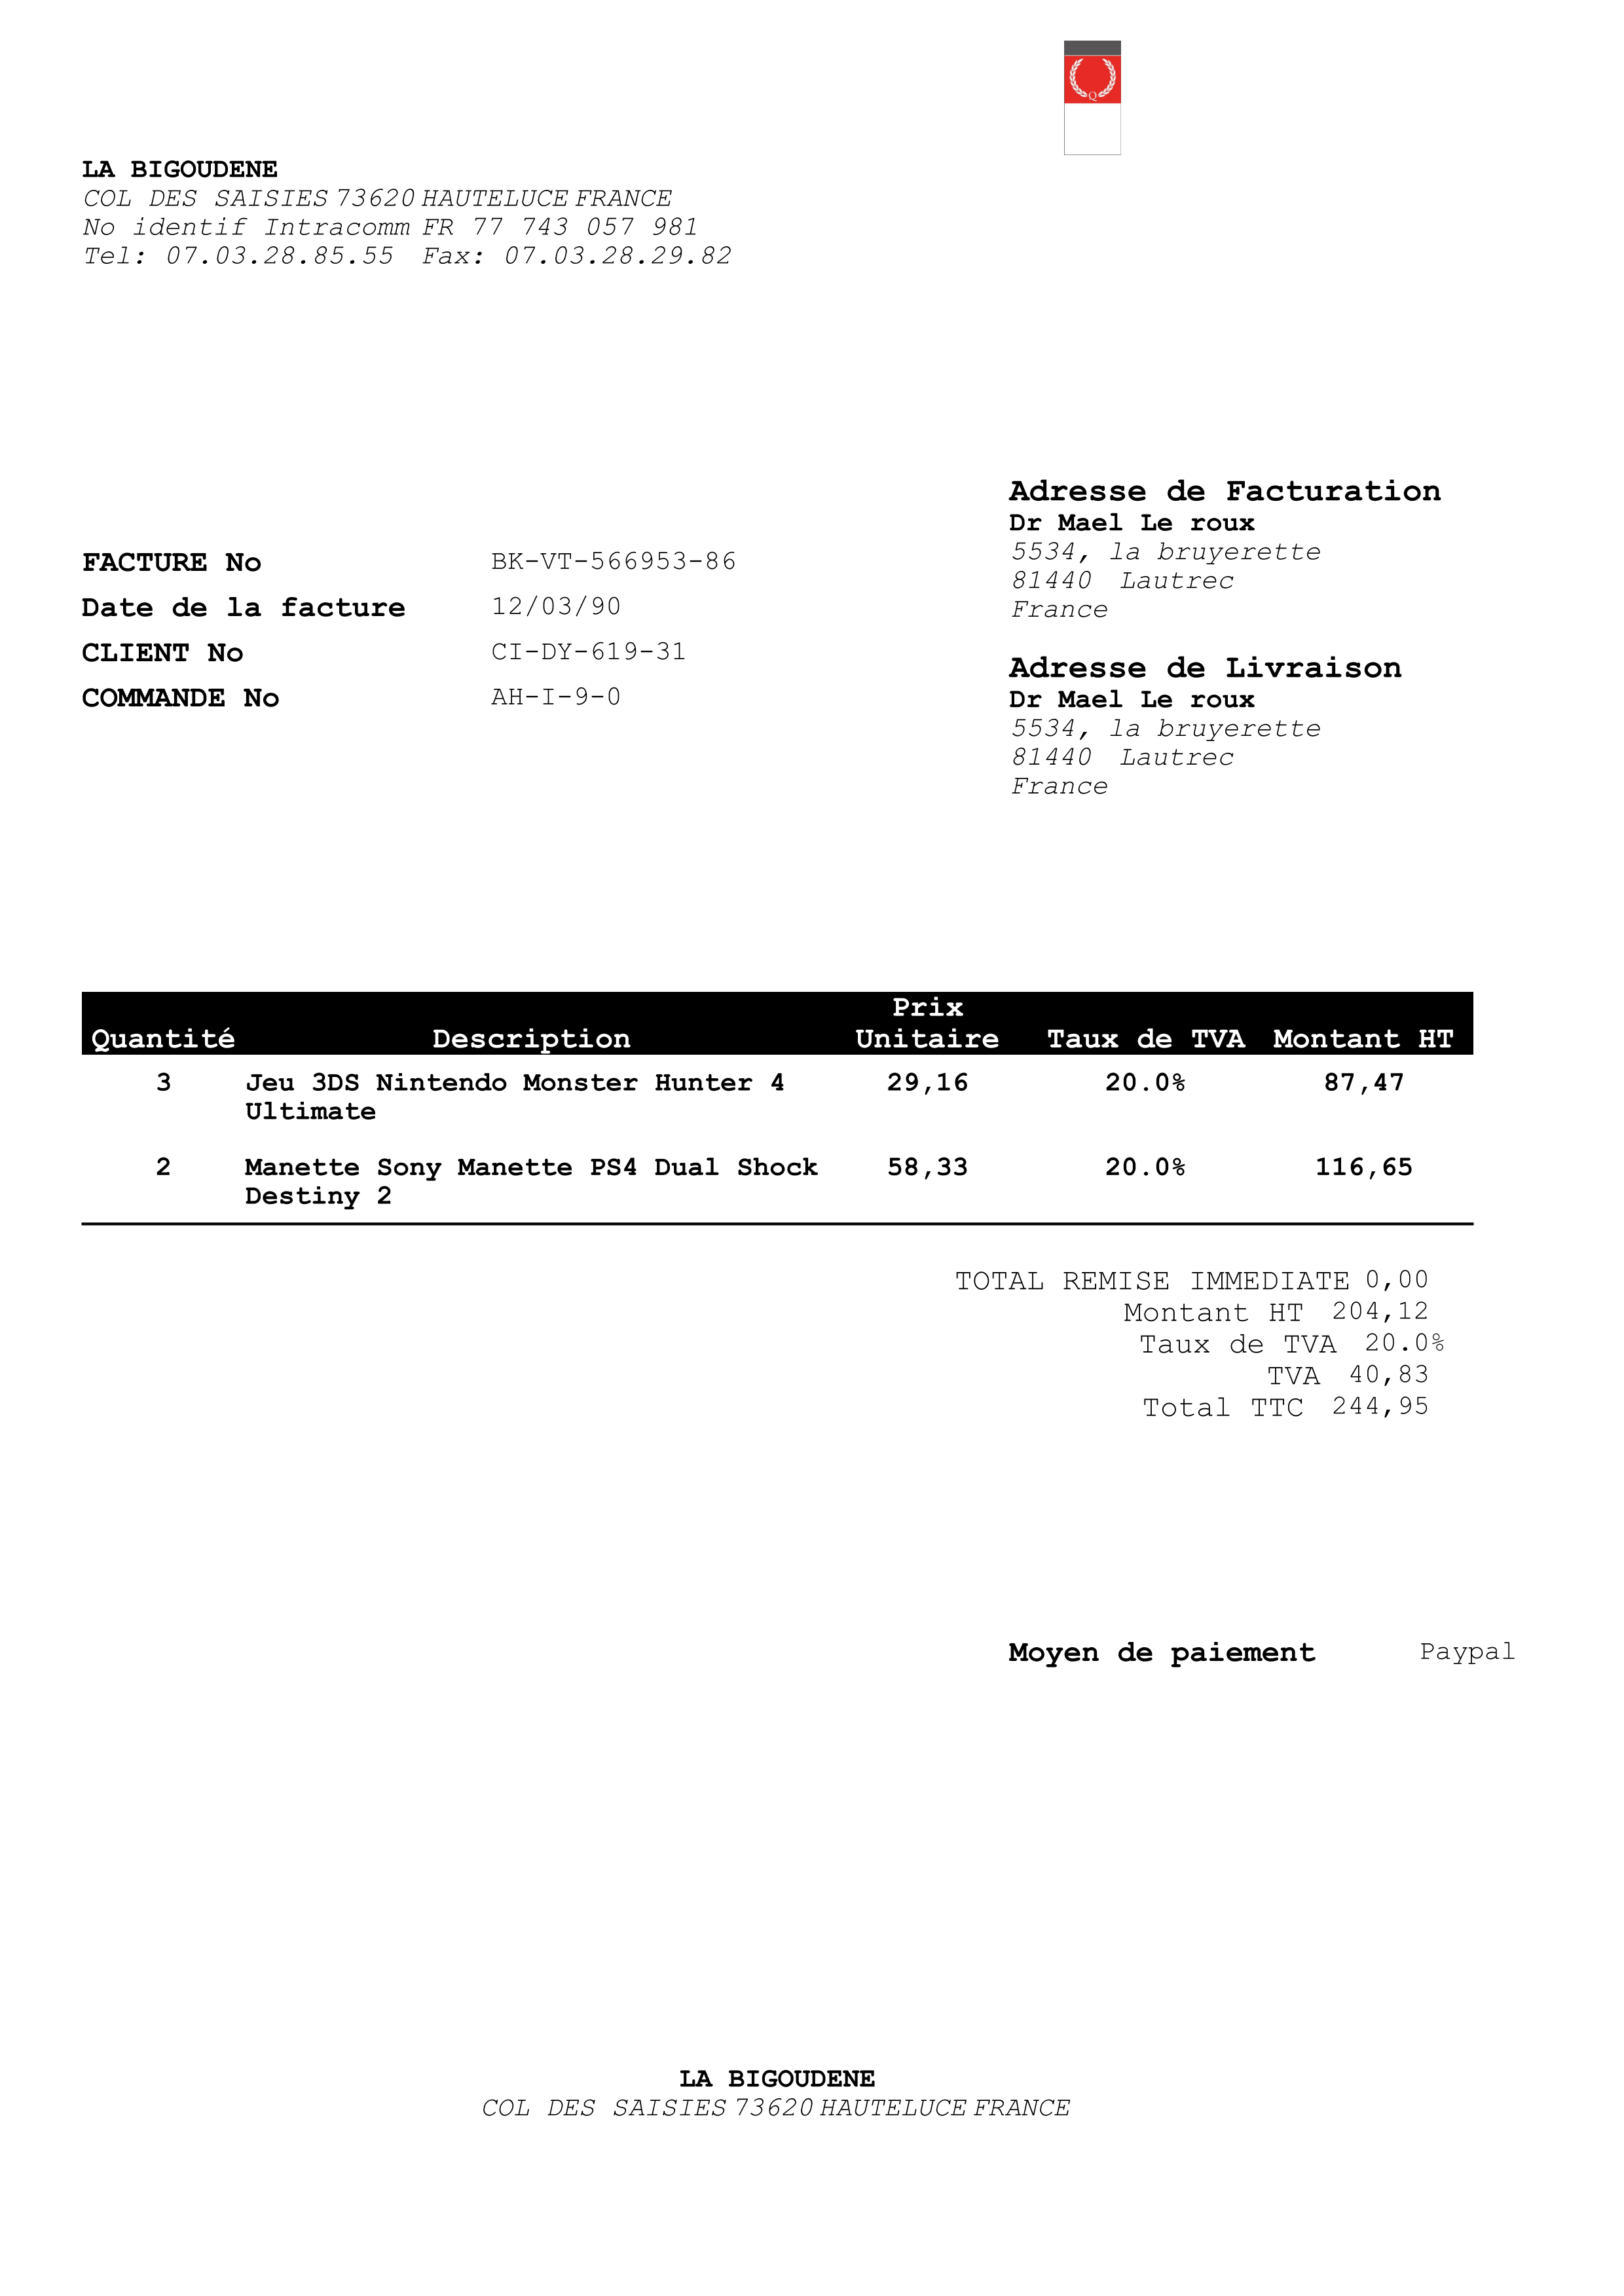 Q
LA BIGOUDENE
COL DES SAISIES 73620 HAUTELUCE FRANCE
No identif Intracomm FR 77 743 057 981
Tel: 07.03.28.85.55 Fax: 07.03.28.29.82
FACTURE No BK-VT-566953-86
Date de la facture 12/03/90
CLIENT No CI-DY-619-31
COMMANDE No AH-I-9-0
Adresse de Facturation
Dr Mael Le roux
5534, la bruyerette
81440 Lautrec
France
Adresse de Livraison
Dr Mael Le roux
5534, la bruyerette
81440 Lautrec
France
Prix
Quantité Description Unitaire Taux de TVA Montant HT
3 Jeu 3DS Nintendo Monster Hunter 4 29,16 20.0% 87,47
Ultimate
2 Manette Sony Manette PS4 Dual Shock 58,33 20.0% 116,65
Destiny 2
TOTAL REMISE IMMEDIATE 0,00
Montant HT 204,12
Taux de TVA 20.0%
TVA 40,83
Total TTC 244,95
Moyen de paiement Paypal
LA BIGOUDENE
COL DES SAISIES 73620 HAUTELUCE FRANCE